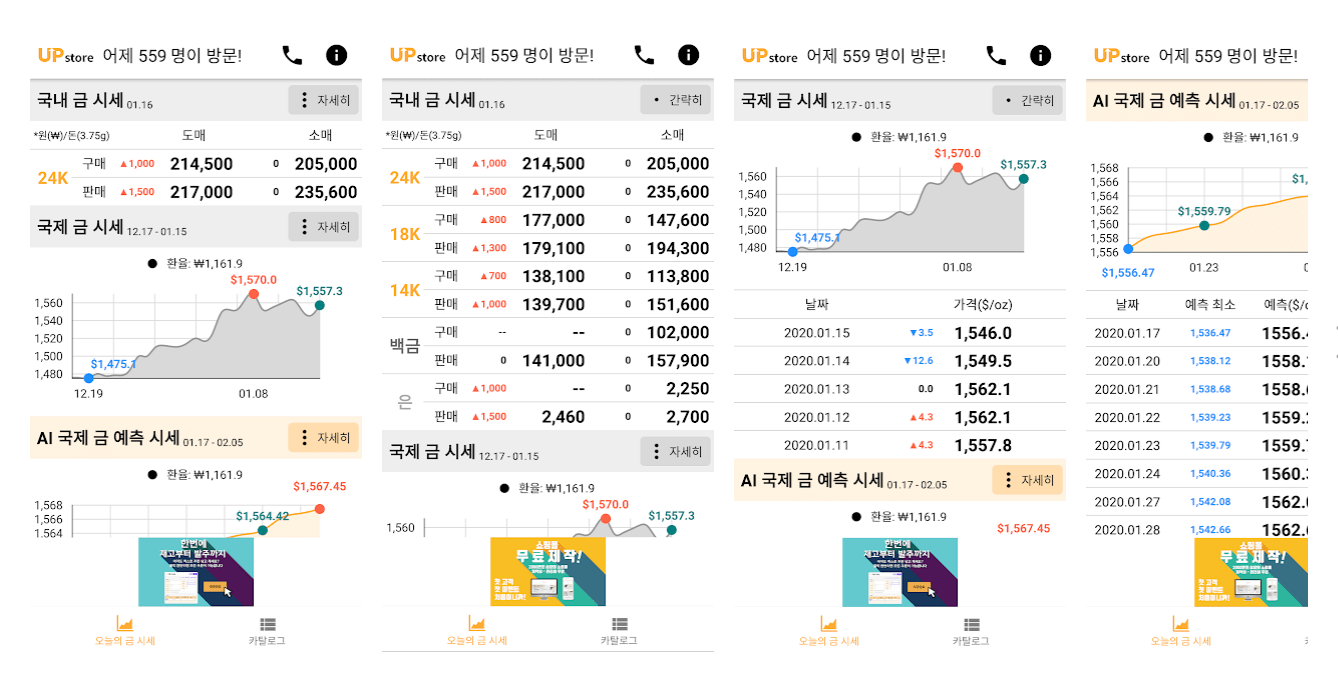 UPstore 어제 559 명이 방문!
국내 금 시세 01.16 자세히
*원(₩)/돈(3.75g) 도매 소매
24K
구매 ▲1,000 214,500 0 205,000
판매 ▲1,500 217,000 0 235,600
국제 금 시세 12.17 - 01.15 자세히
환율: ₩1,161.9
$1,570.0
$1,557.3
1,560
1,540
1,520
1,500
1,480
$1,475.1
12.19 01.08
AI 국제 금 예측 시세 01.17 - 02.05 자세히
환율: ₩1,161.9
$1,567.45
1,568
1,566
1,564
$1,564.42
한번에
재고부터 발주까지
오늘의 금 시세 카탈로그
UPstore 어제 559 명이 방문!
국내 금 시세 01.16 간략히
*원(₩)/돈(3.75g) 도매 소매
24K
구매 ▲1,000 214,500 0 205,000
판매 ▲1,500 217,000 0 235,600
18K
구매 ▲800 177,000 0 147,600
판매 ▲1,300 179,100 0 194,300
14K
구매 ▲700 138,100 0 113,800
판매 ▲1,000 139,700 0 151,600
백금
구매 -- -- 0 102,000
판매 0 141,000 0 157,900
은
구매 ▲1,000 -- 0 2,250
판매 ▲1,500 2,460 0 2,700
국제 금 시세 12.17 - 01.15 자세히
환율: ₩1,161.9
$1,570.0
$1,557.3
1,560
쇼핑몰
무료제작!
첫 고객
첫 이벤트
오늘의 금 시세 카탈로그
UPstore 어제 559 명이 방문!
국제 금 시세 12.17 - 01.15 간략히
환율: ₩1,161.9
$1,570.0
$1,557.3
1,560
1,540
1,520
1,500
1,480
$1,475.1
12.19 01.08
날짜 가격($/oz)
2020.01.15 ▼3.5 1,546.0
2020.01.14 ▼12.6 1,549.5
2020.01.13 0.0 1,562.1
2020.01.12 ▲4.3 1,562.1
2020.01.11 ▲4.3 1,557.8
AI 국제 금 예측 시세 01.17 - 02.05 자세히
환율: ₩1,161.9
$1,567.45
한번에
재고부터 발주까지
오늘의 금 시세 카탈로그
UPstore 어제 559 명이 방문!
AI 국제 금 예측 시세 01.17 - 02.05
환율: ₩1,161.9
1,568
1,566
1,564
1,562
1,560
1,558
1,556
$1,
$1,559.79
$1,556.47
01.23
날짜 예측 최소 예측($/
2020.01.17 1,536.47 1556.
2020.01.20 1,538.12 1558.
2020.01.21 1,538.68 1558.
2020.01.22 1,539.23 1559.
2020.01.23 1,539.79 1559.
2020.01.24 1,540.36 1560.
2020.01.27 1,542.08 1562.
2020.01.28 1,542.66 1562.
쇼핑몰
무료제작!
첫 고객
첫 이벤트
오늘의 금 시세